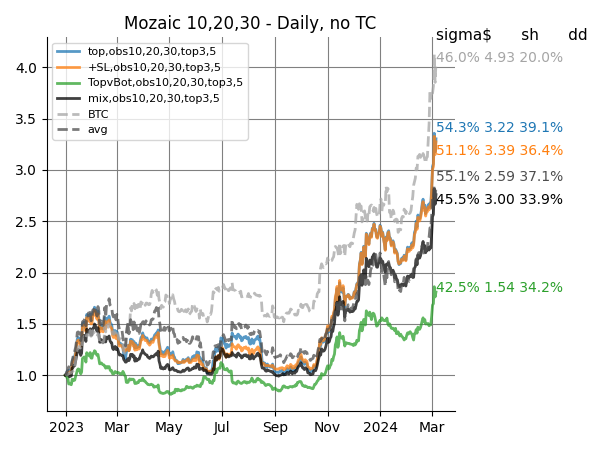 Mozaic 10,20,30 - Daily, no TC
sigma$ sh dd
top,obs10,20,30,top3,5
+SL,obs10,20,30,top3,5
TopvBot,obs10,20,30,top3,5
mix,obs10,20,30,top3,5
BTC
avg
46.0% 4.93 20.0%
54.3% 3.22 39.1%
51.1% 3.39 36.4%
55.1% 2.59 37.1%
45.5% 3.00 33.9%
42.5% 1.54 34.2%
4.0
3.5
3.0
2.5
2.0
1.5
1.0
2023 Mar May Jul Sep Nov 2024 Mar